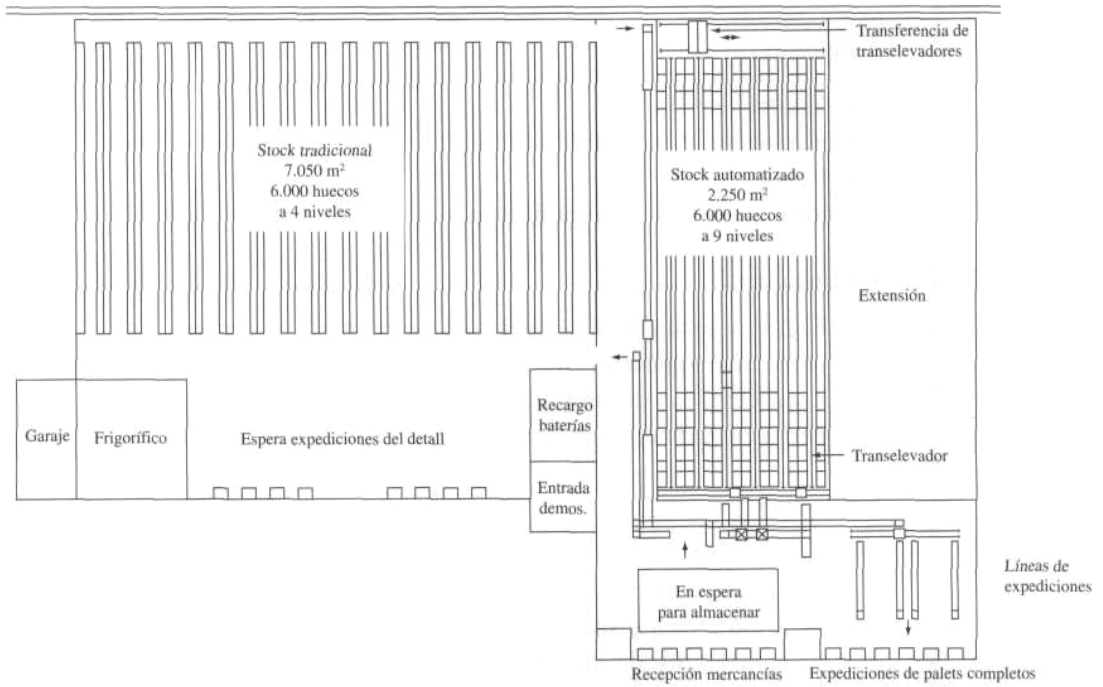 Transferencia de
transelevadores
Stock tradicional
7.050 m²
6.000 huecos
a 4 niveles
Stock automatizado
2.250 m²
6.000 huecos
a 9 niveles
Extensión
Garaje
Frigorífico
Espera expediciones del detall
Recargo
baterías
Entrada
demos.
Transelevador
En espera
para almacenar
Líneas de
expediciones
Recepción mercancías
Expediciones de palets completos